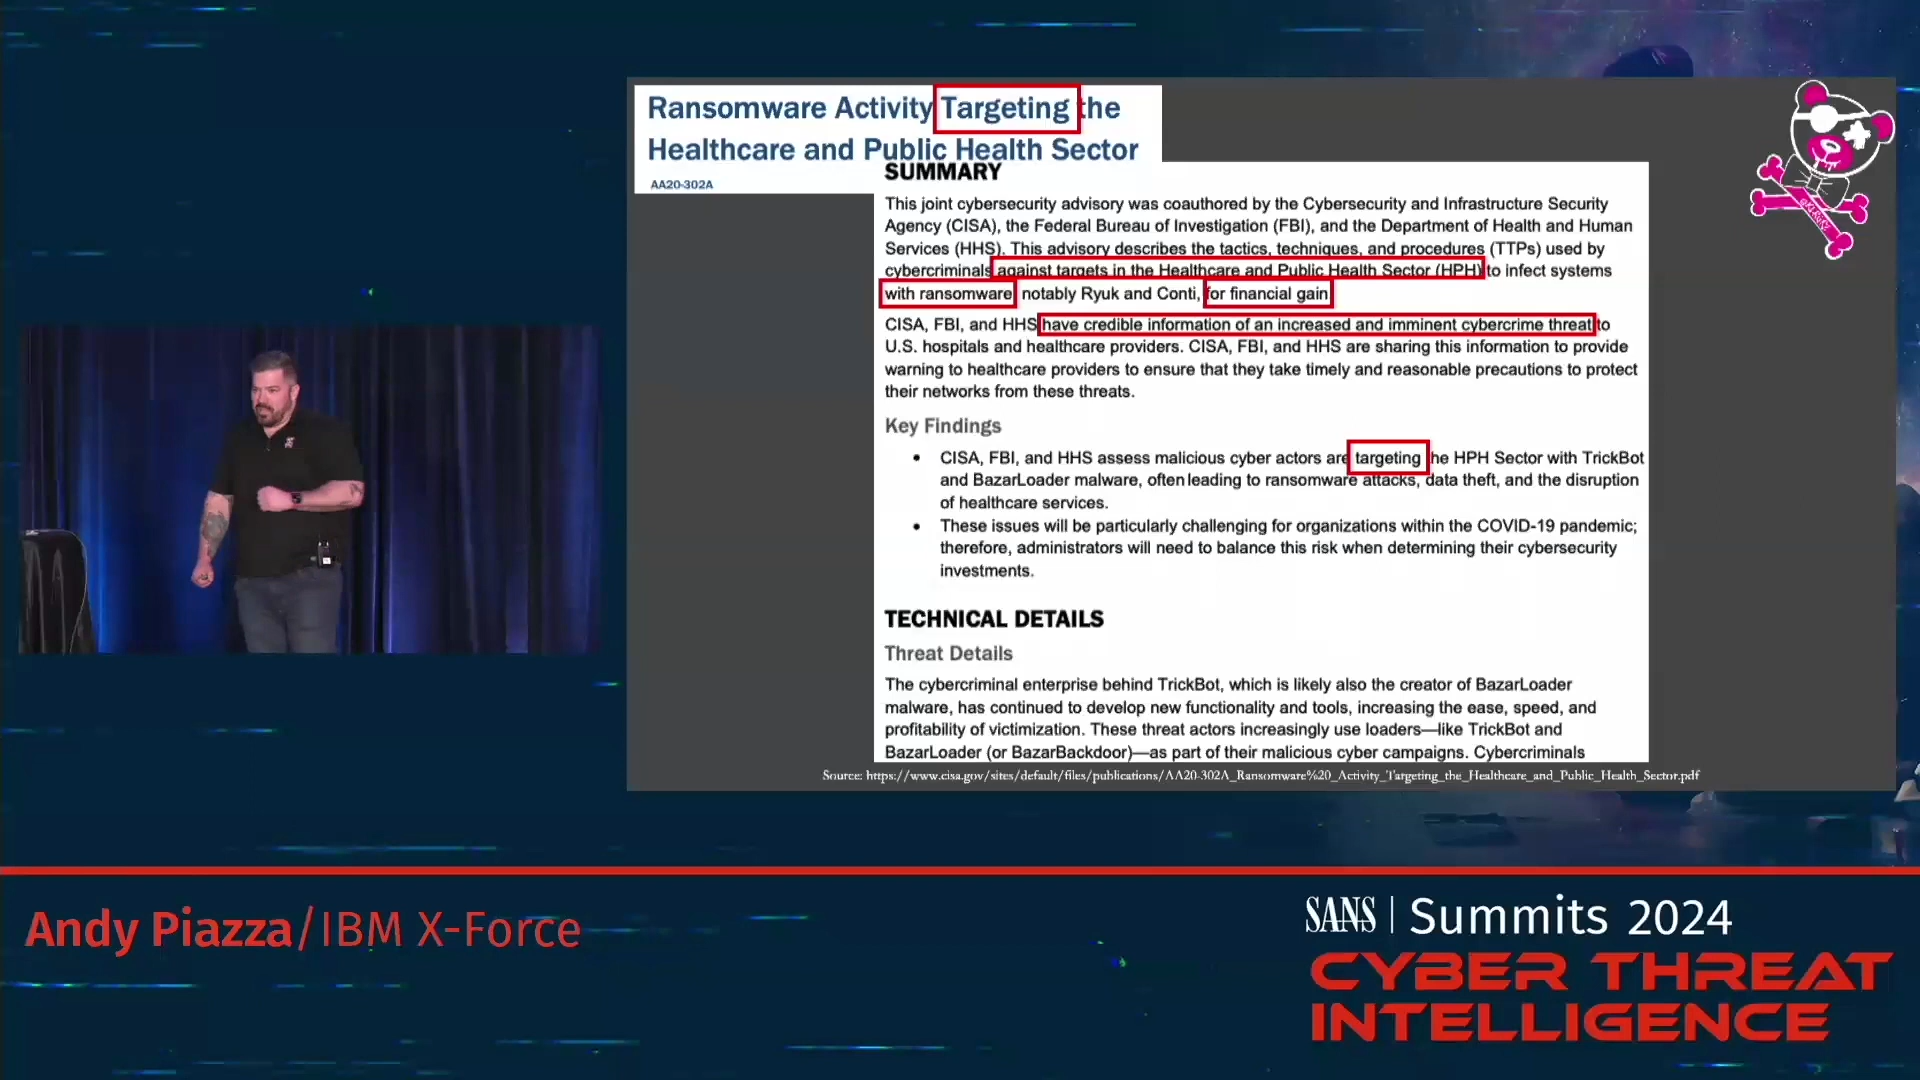 Ransomware Activity Targeting the
Healthcare and Public Health Sector
AA20-302A
SUMMARY
This joint cybersecurity advisory was coauthored by the Cybersecurity and Infrastructure Security
Agency (CISA), the Federal Bureau of Investigation (FBI), and the Department of Health and Human
Services (HHS). This advisory describes the tactics, techniques, and procedures (TTPs) used by
cybercriminals against targets in the Healthcare and Public Health Sector (HPH) to infect systems
with ransomware, notably Ryuk and Conti, for financial gain.
CISA, FBI, and HHS have credible information of an increased and imminent cybercrime threat to
U.S. hospitals and healthcare providers. CISA, FBI, and HHS are sharing this information to provide
warning to healthcare providers to ensure that they take timely and reasonable precautions to protect
their networks from these threats.
Key Findings
• CISA, FBI, and HHS assess malicious cyber actors are targeting the HPH Sector with TrickBot
and BazarLoader malware, often leading to ransomware attacks, data theft, and the disruption
of healthcare services.
• These issues will be particularly challenging for organizations within the COVID-19 pandemic;
therefore, administrators will need to balance this risk when determining their cybersecurity
investments.
TECHNICAL DETAILS
Threat Details
The cybercriminal enterprise behind TrickBot, which is likely also the creator of BazarLoader
malware, has continued to develop new functionality and tools, increasing the ease, speed, and
profitability of victimization. These threat actors increasingly use loaders—like TrickBot and
BazarLoader (or BazarBackdoor)—as part of their malicious cyber campaigns. Cybercriminals
Source: https://www.cisa.gov/sites/default/files/publications/AA20-302A_Ransomware%20_Activity_Targeting_the_Healthcare_and_Public_Health_Sector.pdf
Andy Piazza/IBM X-Force
SANS | Summits 2024
CYBER THREAT
INTELLIGENCE